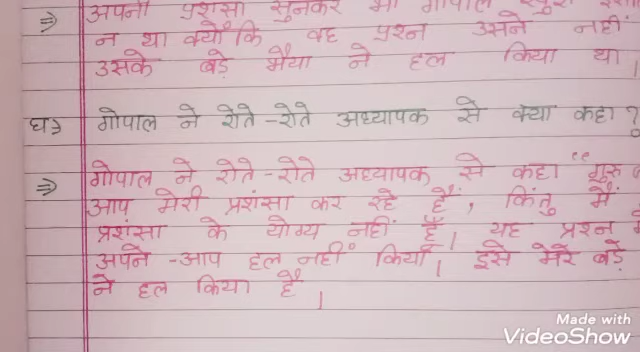 अपनी प्रशंसा सुनकर भी गोपाल
न था क्योंकि वह प्रश्न उसने नहीं
उसके बड़े भैया ने हल किया था।
घ⇒ गोपाल ने रोते-रोते अध्यापक से क्या कहा?
⇒ गोपाल ने रोते-रोते अध्यापक से कहा "गुरु
आप मेरी प्रशंसा कर रहे हैं, किंतु मैं
प्रशंसा के योग्य नहीं हूँ। यह प्रश्न
अपने-आप हल नहीं किया। इसे मेरे बड़े
ने हल किया है।
Made with
VideoShow